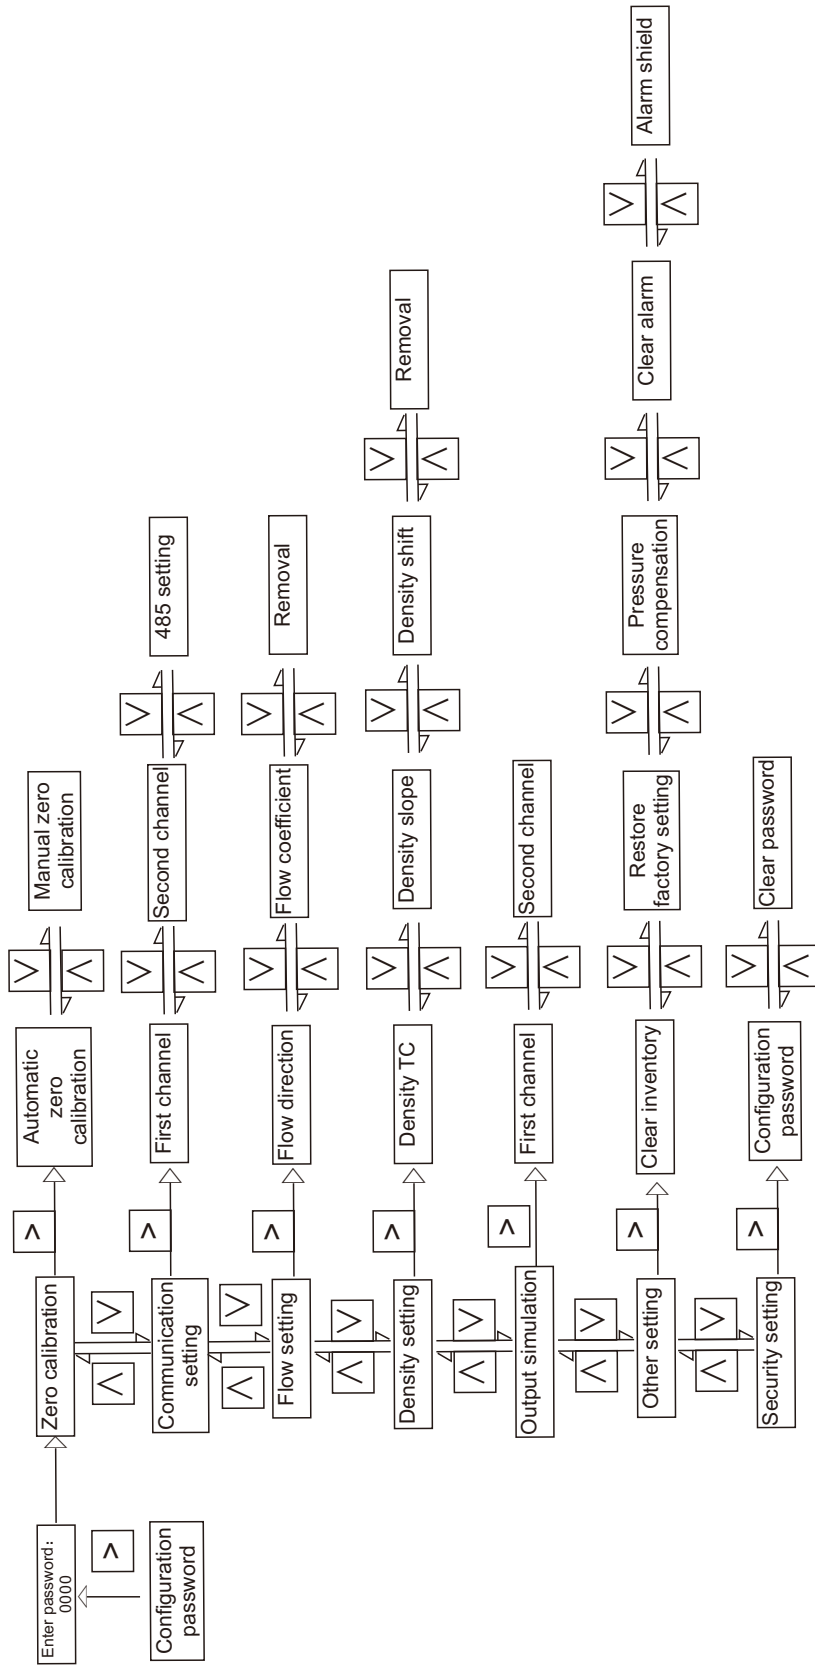 Enter password:
0000
>
Configuration
password
Zero calibration
>
Automatic
zero
calibration
∨
∧
Manual zero
calibration
∧
∨
Communication
setting
>
First channel
∨
∧
Second channel
∨
∧
485 setting
∧
∨
Flow setting
>
Flow direction
∨
∧
Flow coefficient
∨
∧
Removal
∧
∨
Density setting
>
Density TC
∨
∧
Density slope
∨
∧
Density shift
∨
∧
Removal
∧
∨
Output simulation
>
First channel
∨
∧
Second channel
∧
∨
Other setting
>
Clear inventory
∨
∧
Restore
factory setting
∨
∧
Pressure
compensation
∨
∧
Clear alarm
∨
∧
Alarm shield
∧
∨
Security setting
>
Configuration
password
∨
∧
Clear password